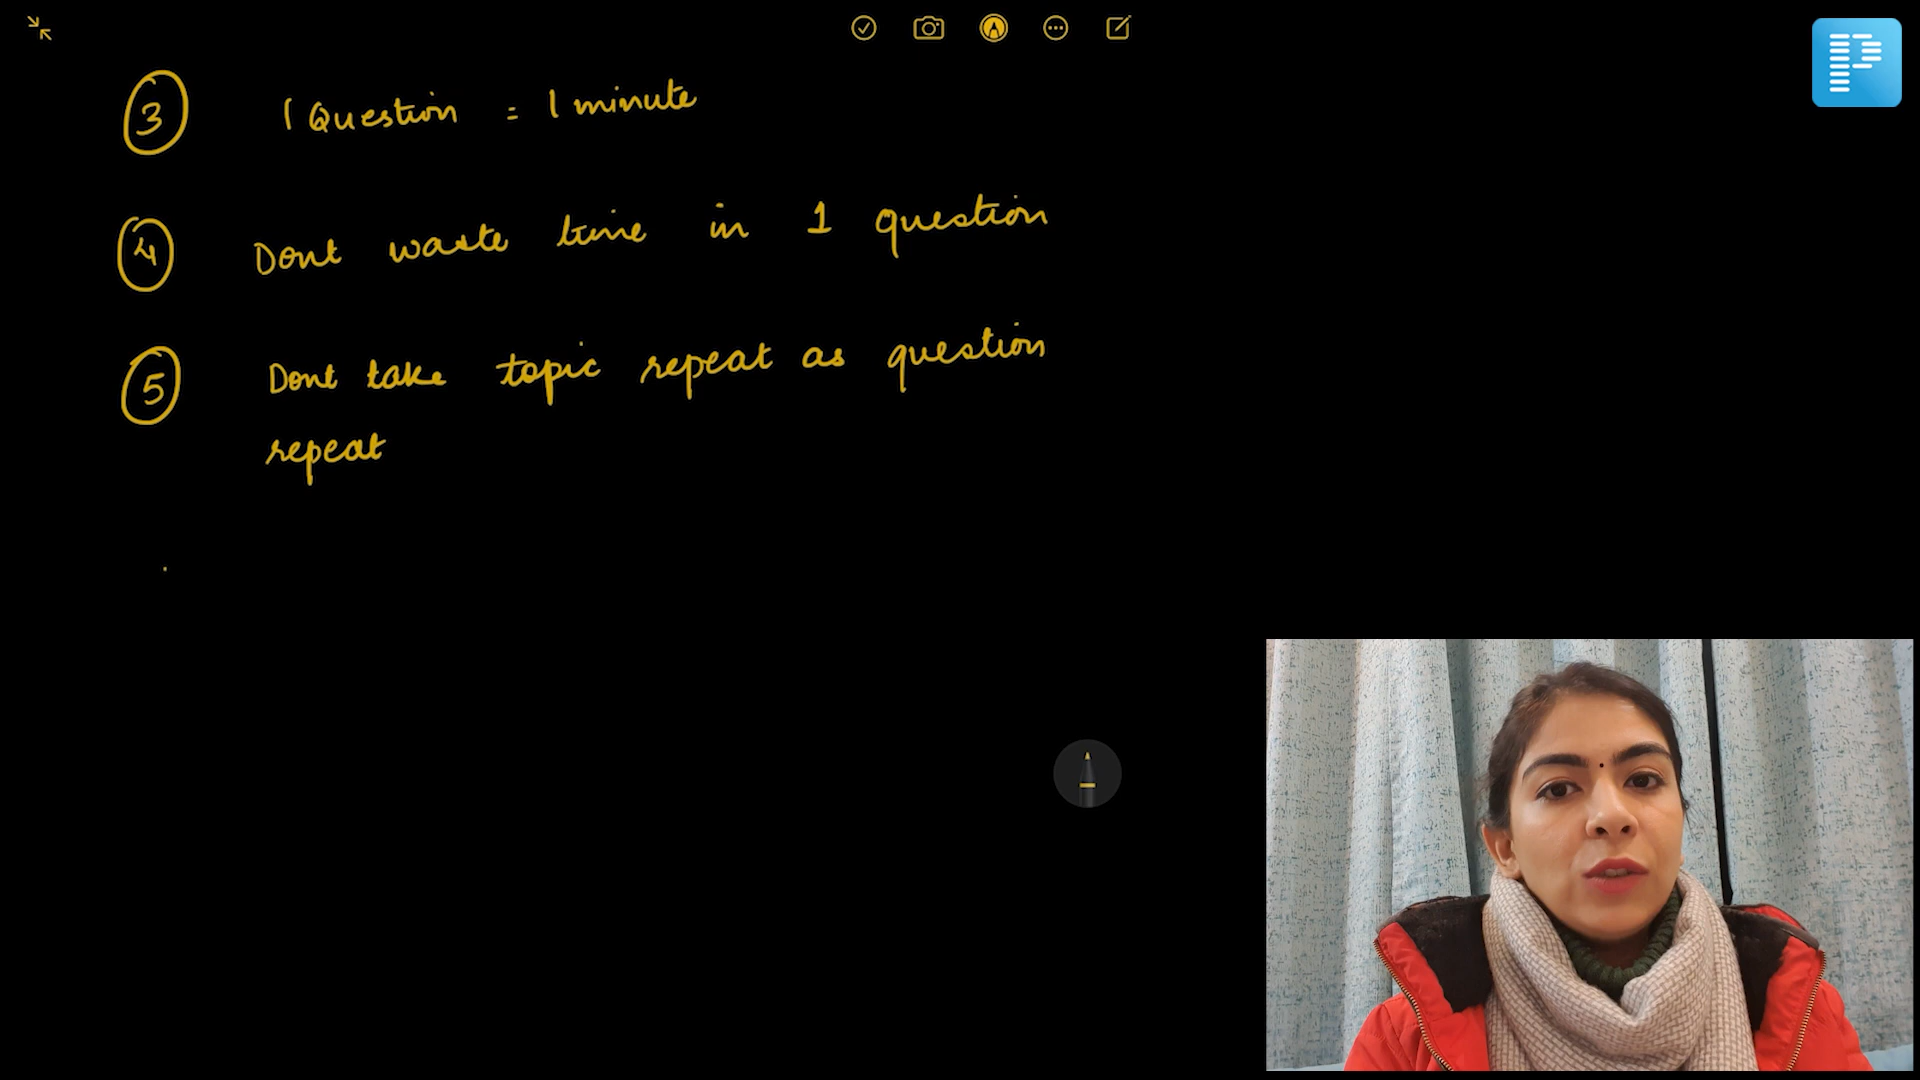 3 1 Question = 1 minute
4 Dont waste time in 1 question
5 Dont take topic repeat as question
repeat